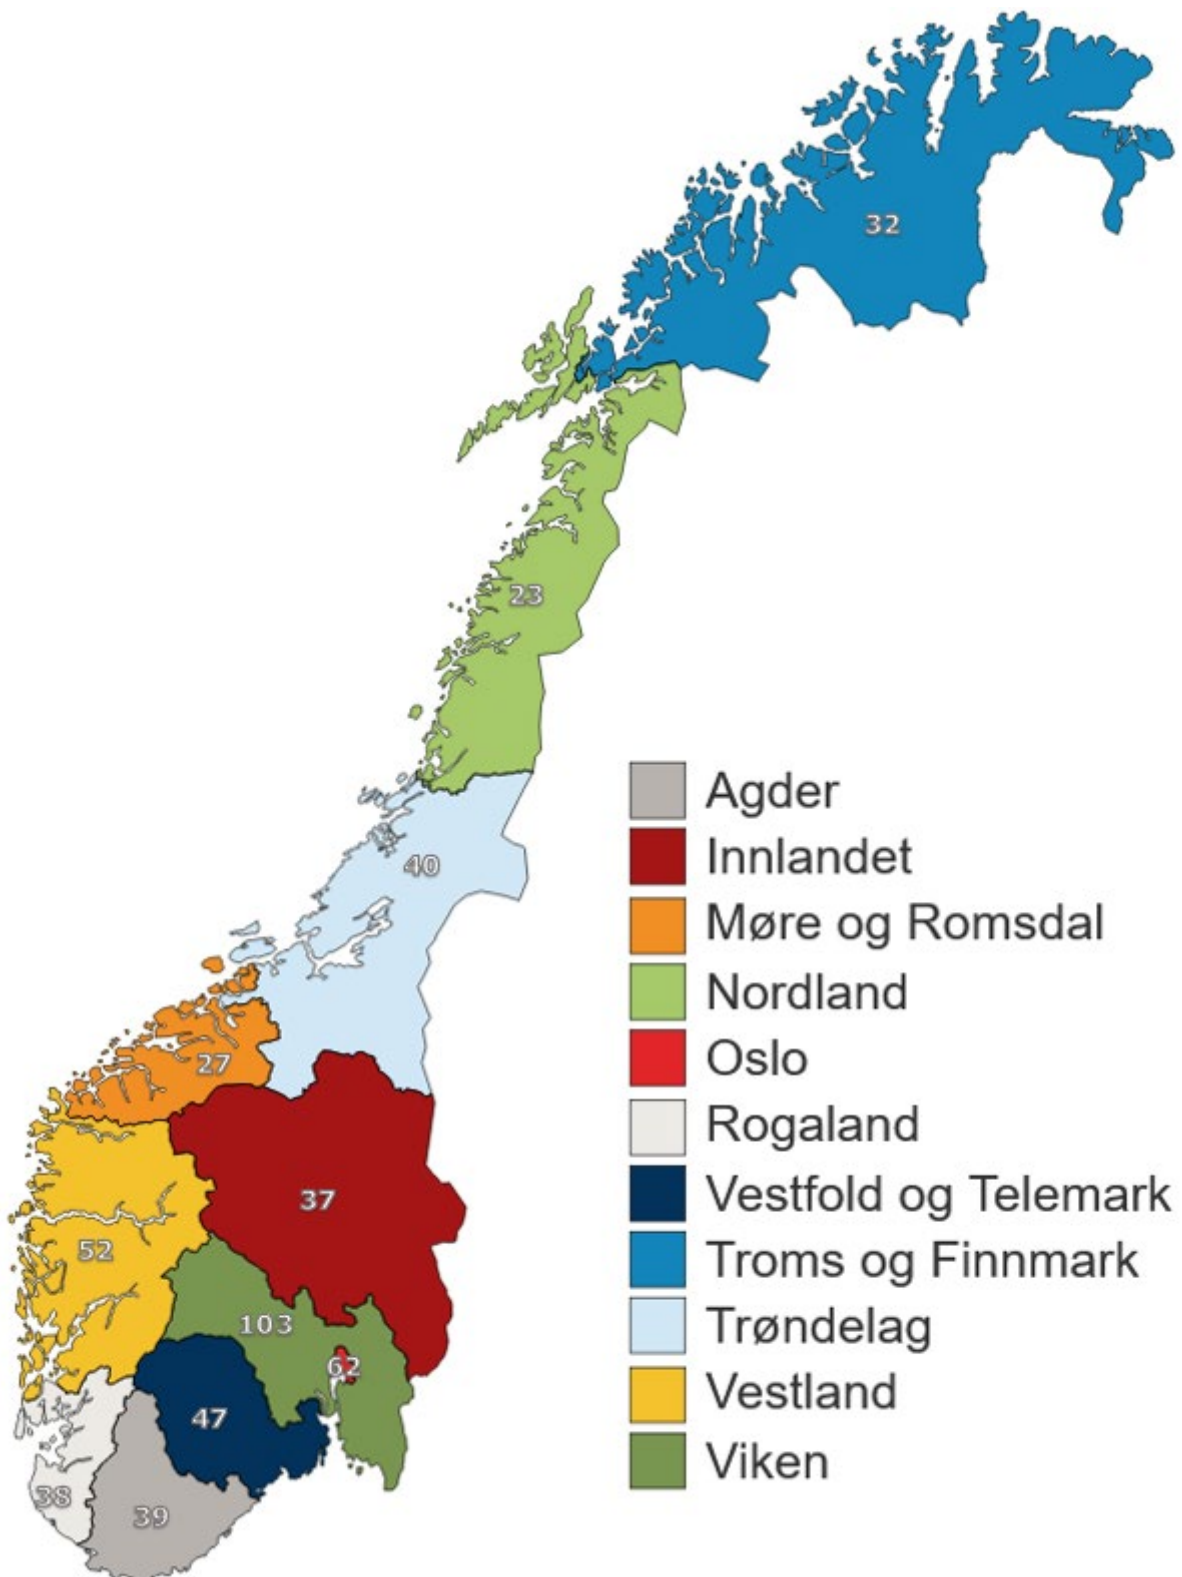 32
23
40
27
37
52
103
62
47
38
39
Agder
Innlandet
Møre og Romsdal
Nordland
Oslo
Rogaland
Vestfold og Telemark
Troms og Finnmark
Trøndelag
Vestland
Viken